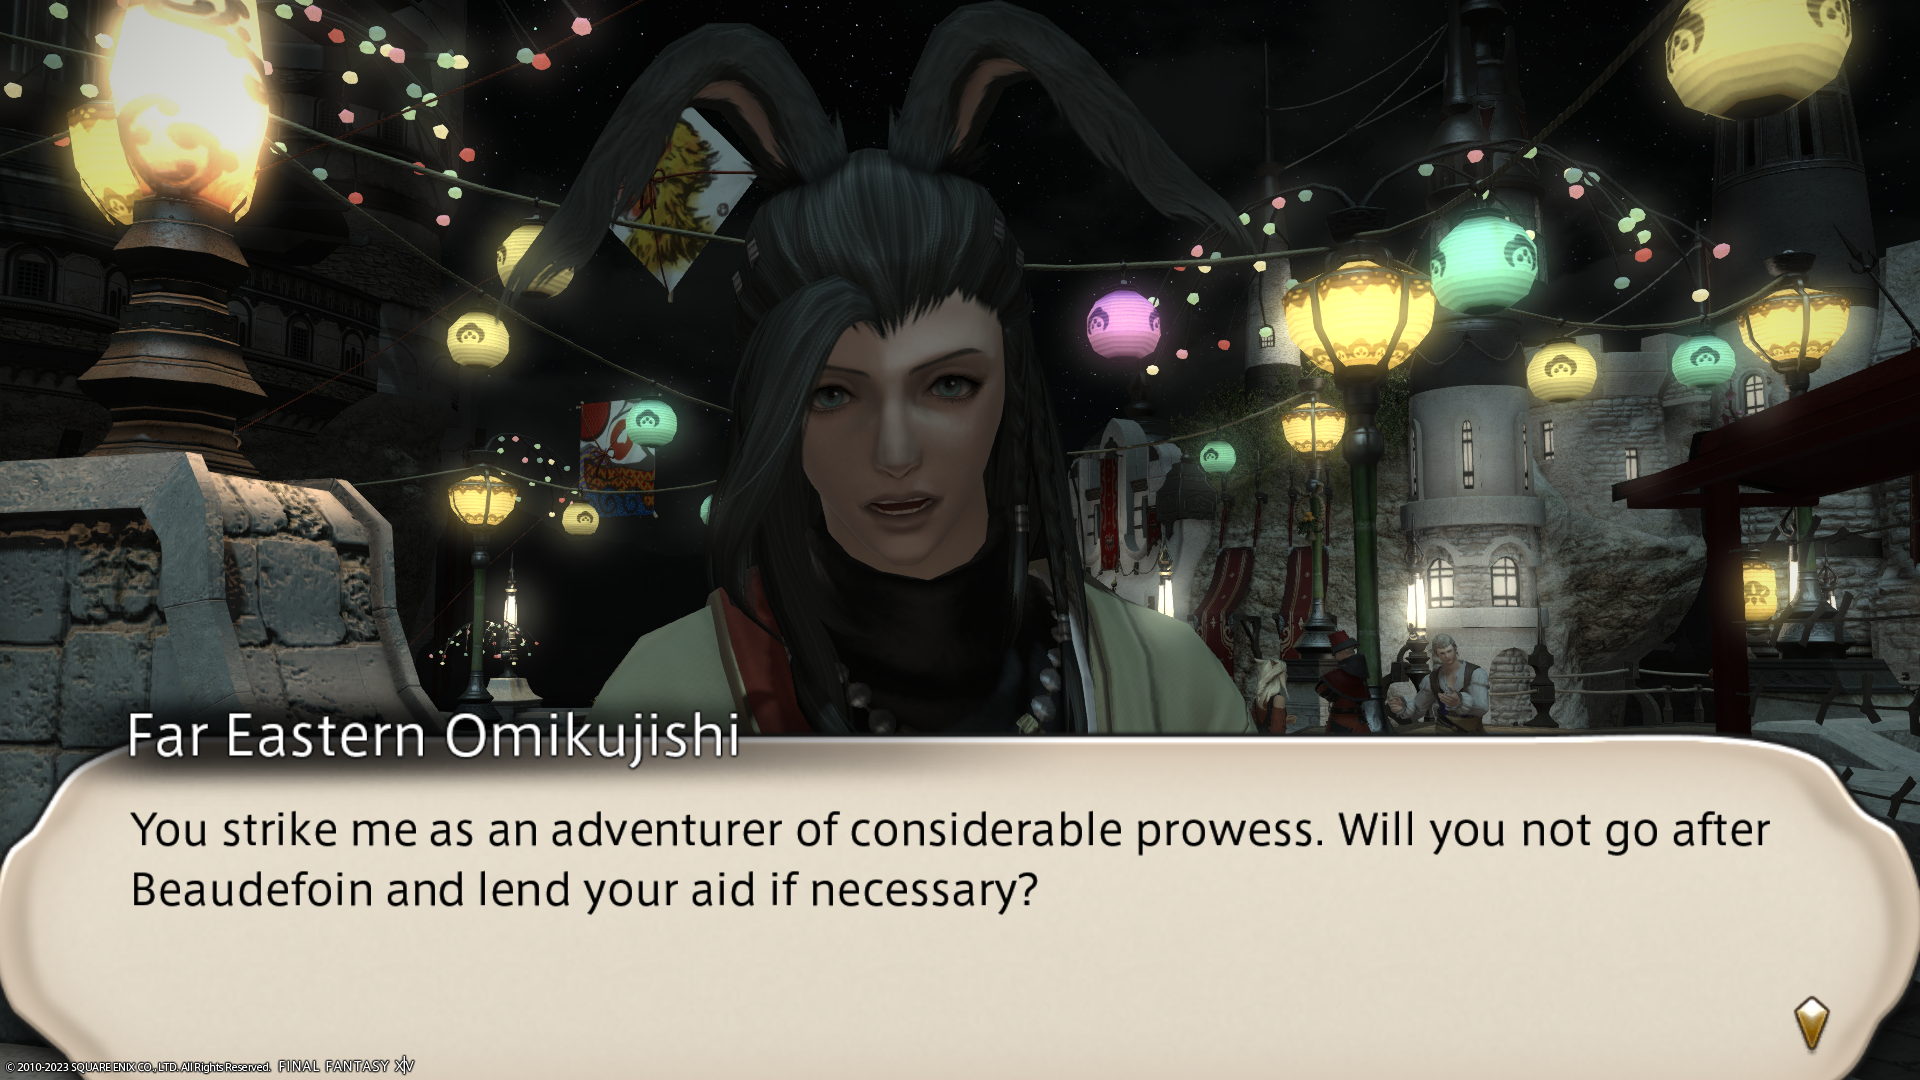 Far Eastern Omikujishi
You strike me as an adventurer of considerable prowess. Will you not go after
Beaudefoin and lend your aid if necessary?
© 2010-2023 SQUARE ENIX CO., LTD. All Rights Reserved. FINAL FANTASY XIV